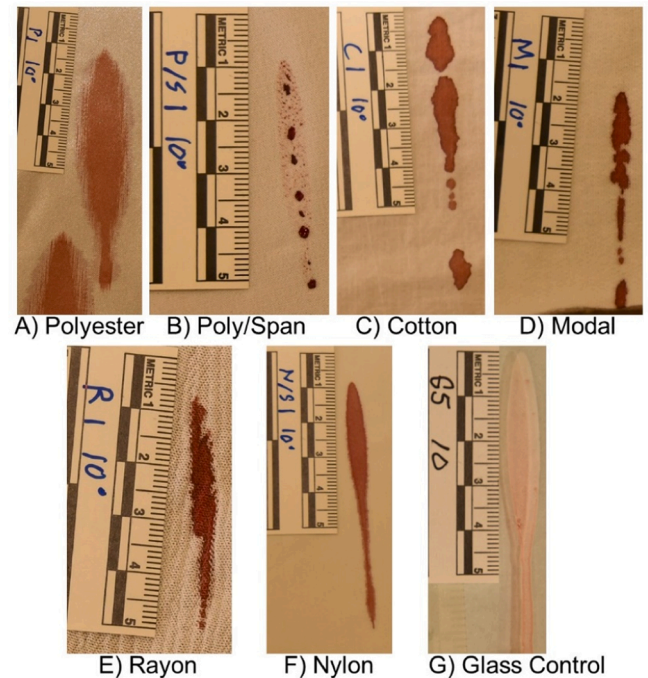 P1 10°
METRIC 1
2
3
4
5
P/S 1 10°
METRIC 1
2
3
4
5
C1 10°
METRIC 1
2
3
4
5
M1 10°
METRIC 1
2
3
4
5
A) Polyester
B) Poly/Span
C) Cotton
D) Modal
R1 10°
METRIC 1
2
3
4
5
N/S1 10°
METRIC 1
2
3
4
5
G5 10
METRIC 1
2
3
4
5
E) Rayon
F) Nylon
G) Glass Control